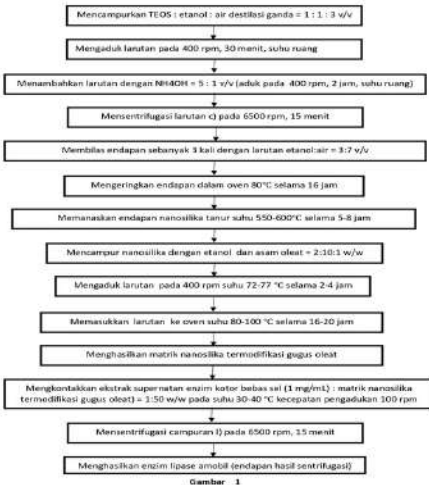 Mencampurkan TEOS : etanol : air destilasi ganda = 1 : 1 : 3 v/v
Mengaduk larutan pada 400 rpm, 30 menit, suhu ruang
Menambahkan larutan dengan NH4OH = 5 : 1 v/v (aduk pada 400 rpm, 2 jam, suhu ruang)
Mensentrifugasi larutan c) pada 6500 rpm, 15 menit
Membilas endapan sebanyak 3 kali dengan larutan etanol:air = 3:7 v/v
Mengeringkan endapan dalam oven 80°C selama 16 jam
Memanaskan endapan nanosilika tanur suhu 550-600°C selama 5-8 jam
Mencampur nanosilika dengan etanol dan asam oleat = 2:10:1 w/w
Mengaduk larutan pada 400 rpm suhu 72-77 °C selama 2-4 jam
Memasukkan larutan ke oven suhu 80-100 °C selama 16-20 jam
Menghasilkan matrik nanosilika termodifikasi gugus oleat
Mengkontakkan ekstrak supernatan enzim kotor bebas sel (1 mg/mL) : matrik nanosilika
termodifikasi gugus oleat) = 1:50 w/w pada suhu 30-40 °C kecepatan pengadukan 100 rpm
Mensentrifugasi campuran l) pada 6500 rpm, 15 menit
Menghasilkan enzim lipase amobil (endapan hasil sentrifugasi)
Gambar 1